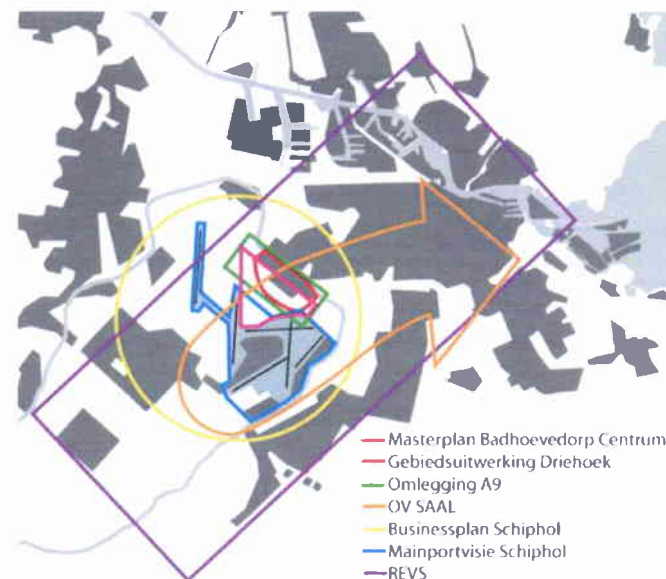 Masterplan Badhoevedorp Centrum
Gebiedsuitwerking Driehoek
Omlegging A9
OV SAAL
Businessplan Schiphol
Mainportvisie Schiphol
REVS